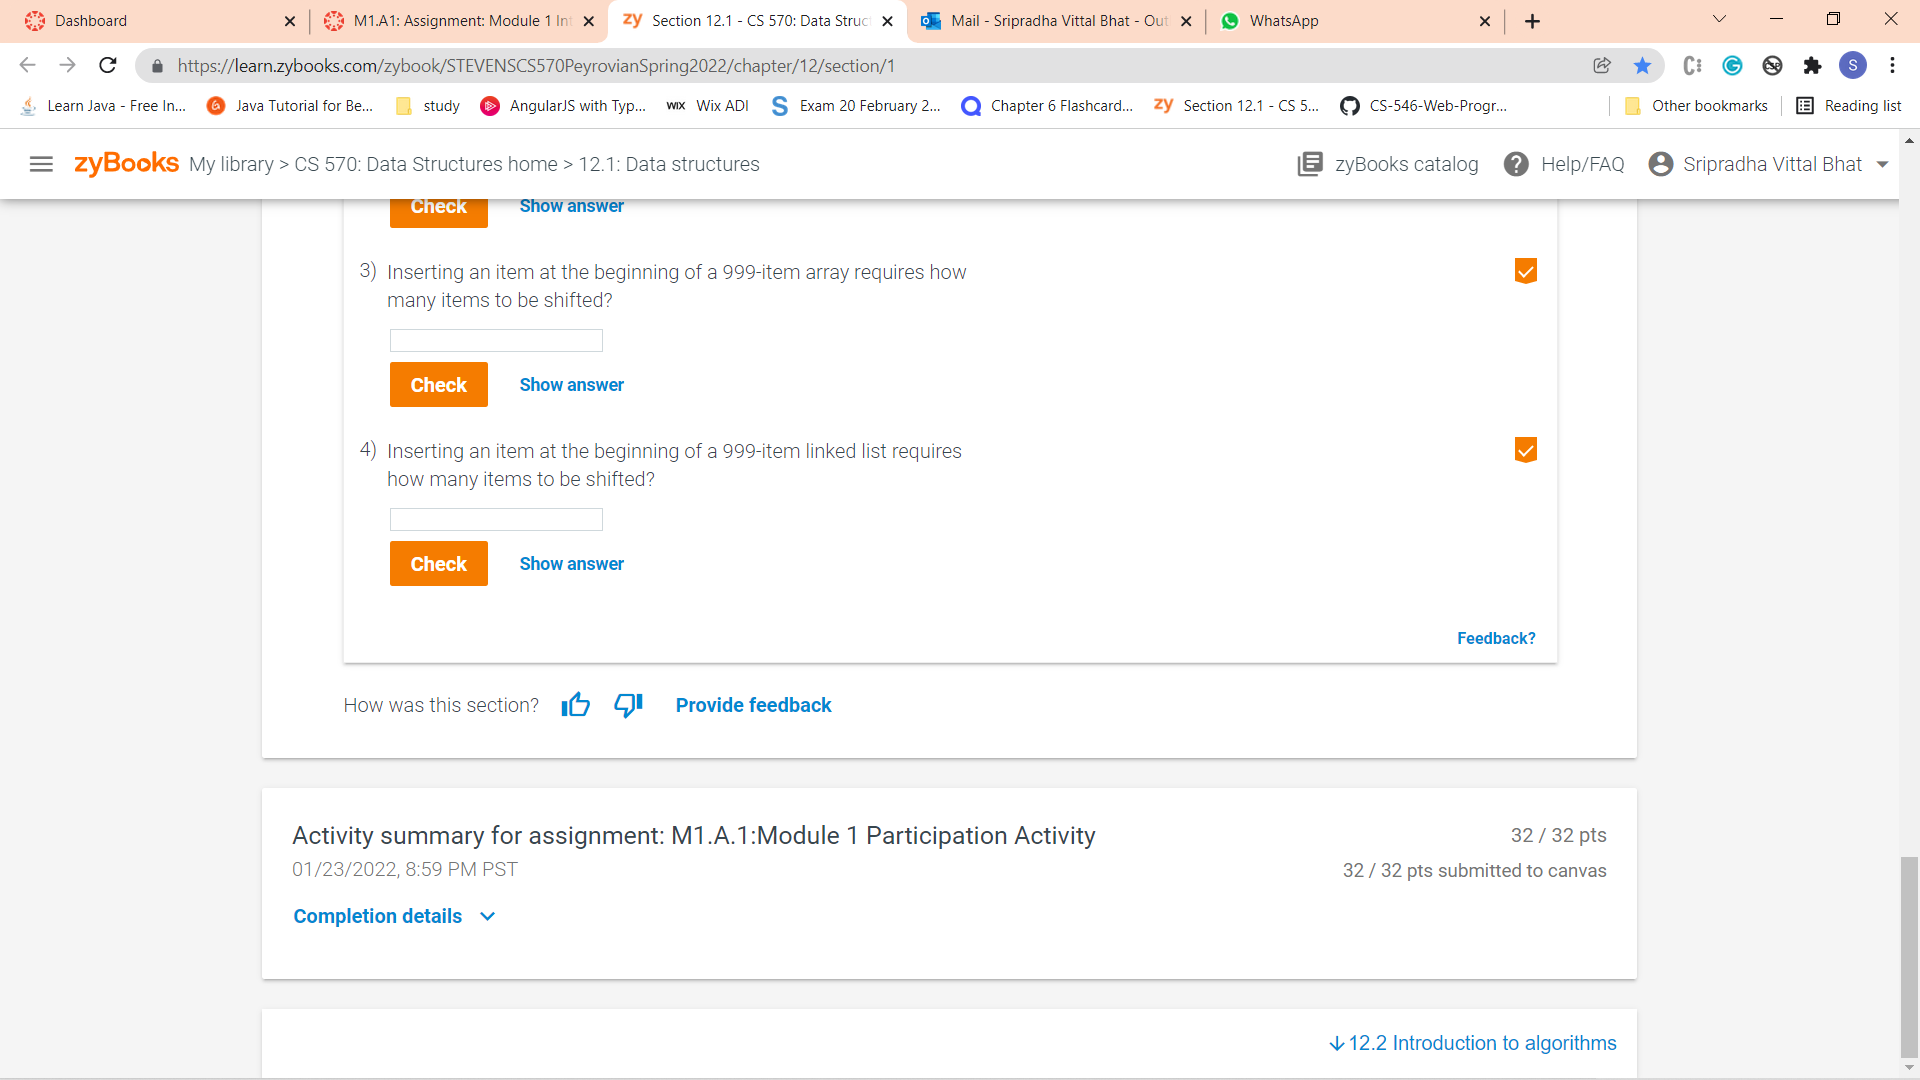 Dashboard
M1.A1: Assignment: Module 1 Int
Section 12.1 - CS 570: Data Struct
Mail - Sripradha Vittal Bhat - Out
WhatsApp
https://learn.zybooks.com/zybook/STEVENSCS570PeyrovianSpring2022/chapter/12/section/1
S
Learn Java - Free In...
Java Tutorial for Be...
study
AngularJS with Typ...
WIX Wix ADI
Exam 20 February 2...
Chapter 6 Flashcard...
zy Section 12.1 - CS 5...
CS-546-Web-Progr...
Other bookmarks
Reading list
zyBooks My library > CS 570: Data Structures home > 12.1: Data structures
zyBooks catalog
Help/FAQ
Sripradha Vittal Bhat
Check Show answer
3) Inserting an item at the beginning of a 999-item array requires how
many items to be shifted?
Check Show answer
4) Inserting an item at the beginning of a 999-item linked list requires
how many items to be shifted?
Check Show answer
Feedback?
How was this section? Provide feedback
Activity summary for assignment: M1.A.1:Module 1 Participation Activity
32 / 32 pts
01/23/2022, 8:59 PM PST
32 / 32 pts submitted to canvas
Completion details
12.2 Introduction to algorithms